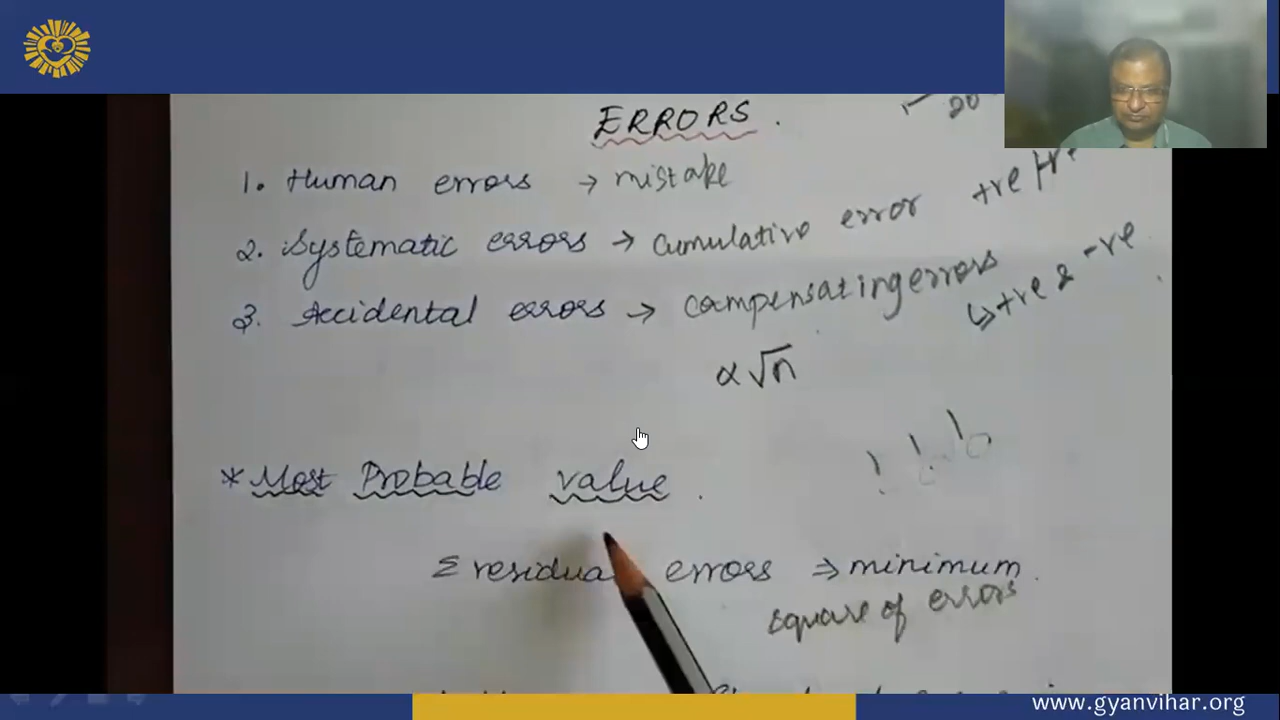 ERRORS.
20
1. Human errors → mistake
2. Systematic errors → cumulative error +ve
3. Accidental errors → compensating errors
↳ +ve & -ve
∝ √n
* Most Probable value.
Σ residual errors ⇒ minimum.
square of errors
www.gyanvihar.org